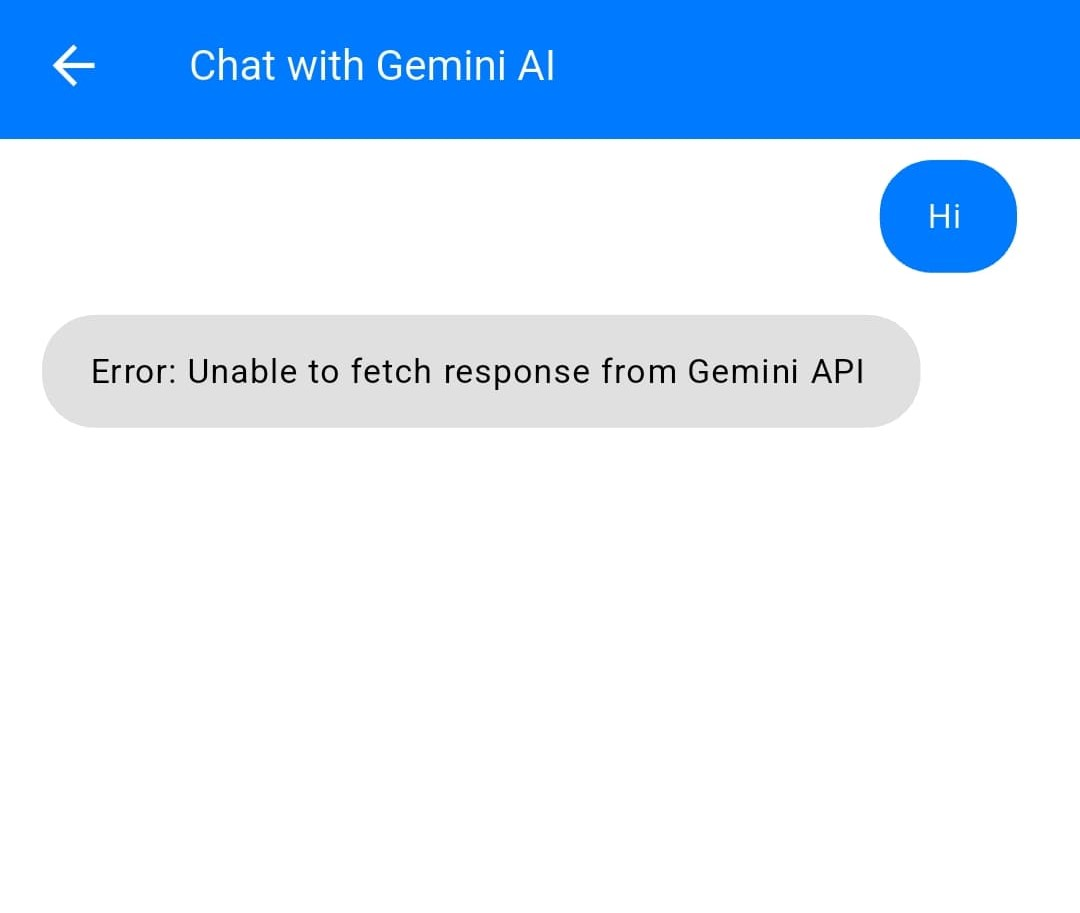 Chat with Gemini AI
Hi
Error: Unable to fetch response from Gemini API